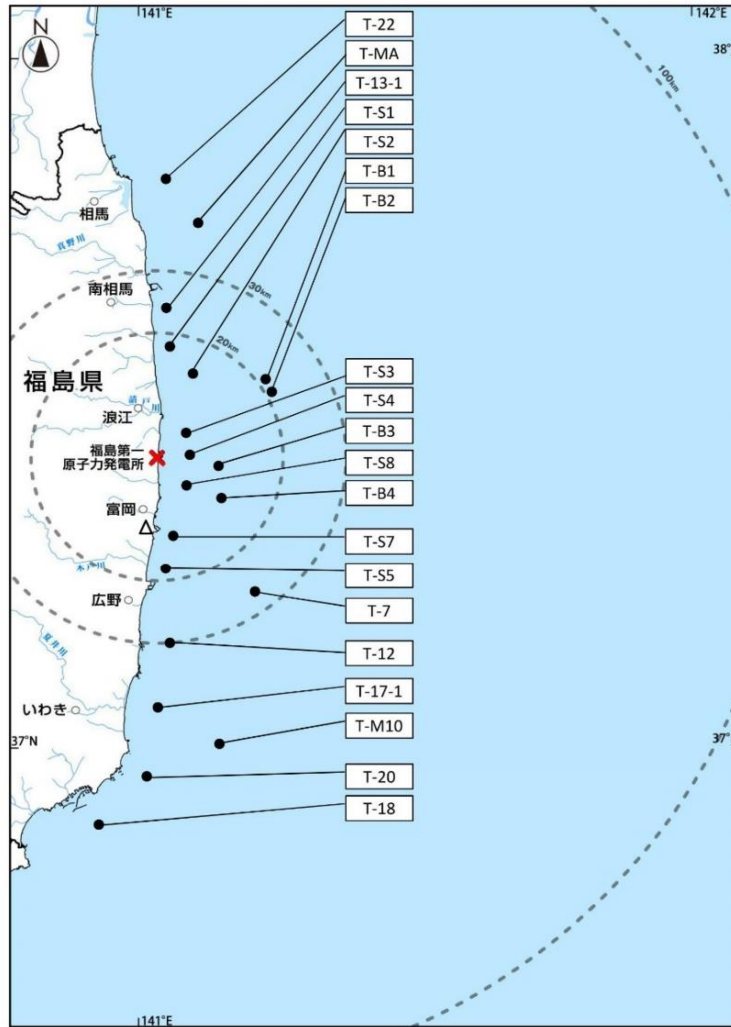 141°E
142°E
N
38°
100km
T-22
T-MA
T-13-1
T-S1
T-S2
T-B1
T-B2
相馬
真野川
南相馬
30km
20km
福島県
請戸川
浪江
福島第一
原子力発電所
T-S3
T-S4
T-B3
T-S8
T-B4
富岡
T-S7
木戸川
T-S5
広野
T-7
夏井川
T-12
いわき
T-17-1
37°N
37°
T-M10
T-20
T-18
141°E